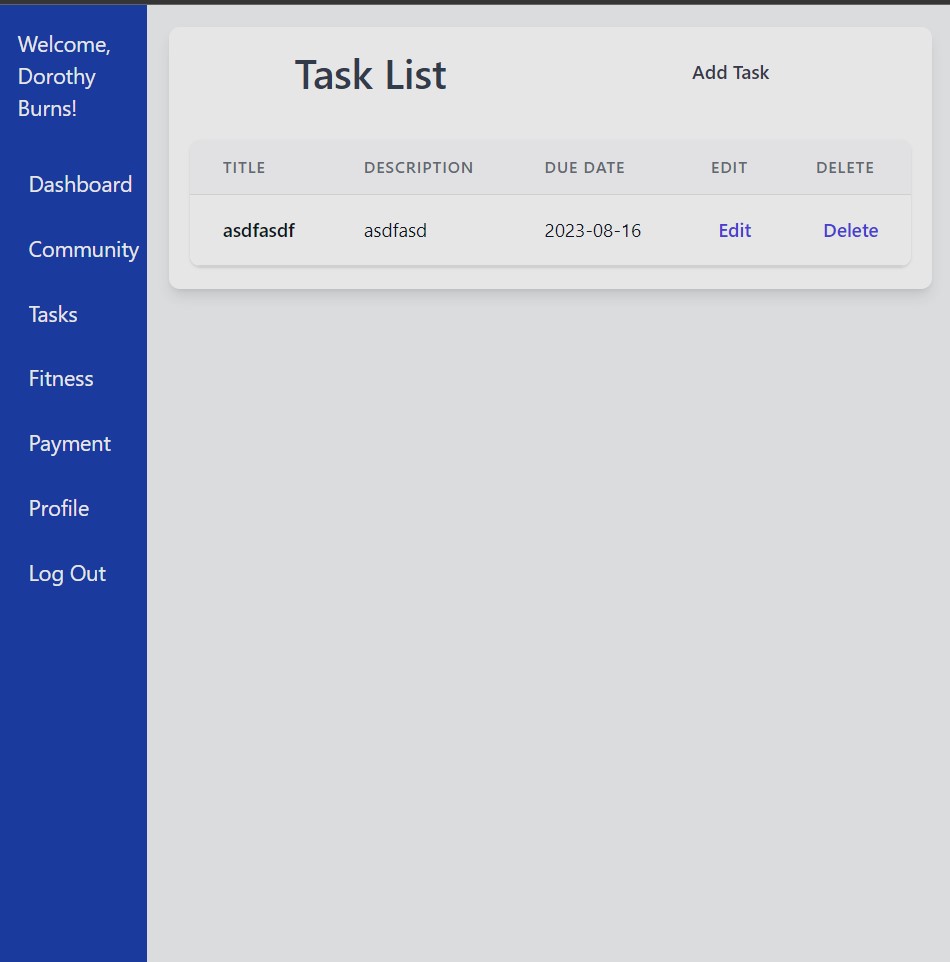 Welcome,
Dorothy
Burns!
Dashboard
Community
Tasks
Fitness
Payment
Profile
Log Out
Task List
Add Task
TITLE DESCRIPTION DUE DATE EDIT DELETE
asdfasdf asdfasd 2023-08-16 Edit Delete